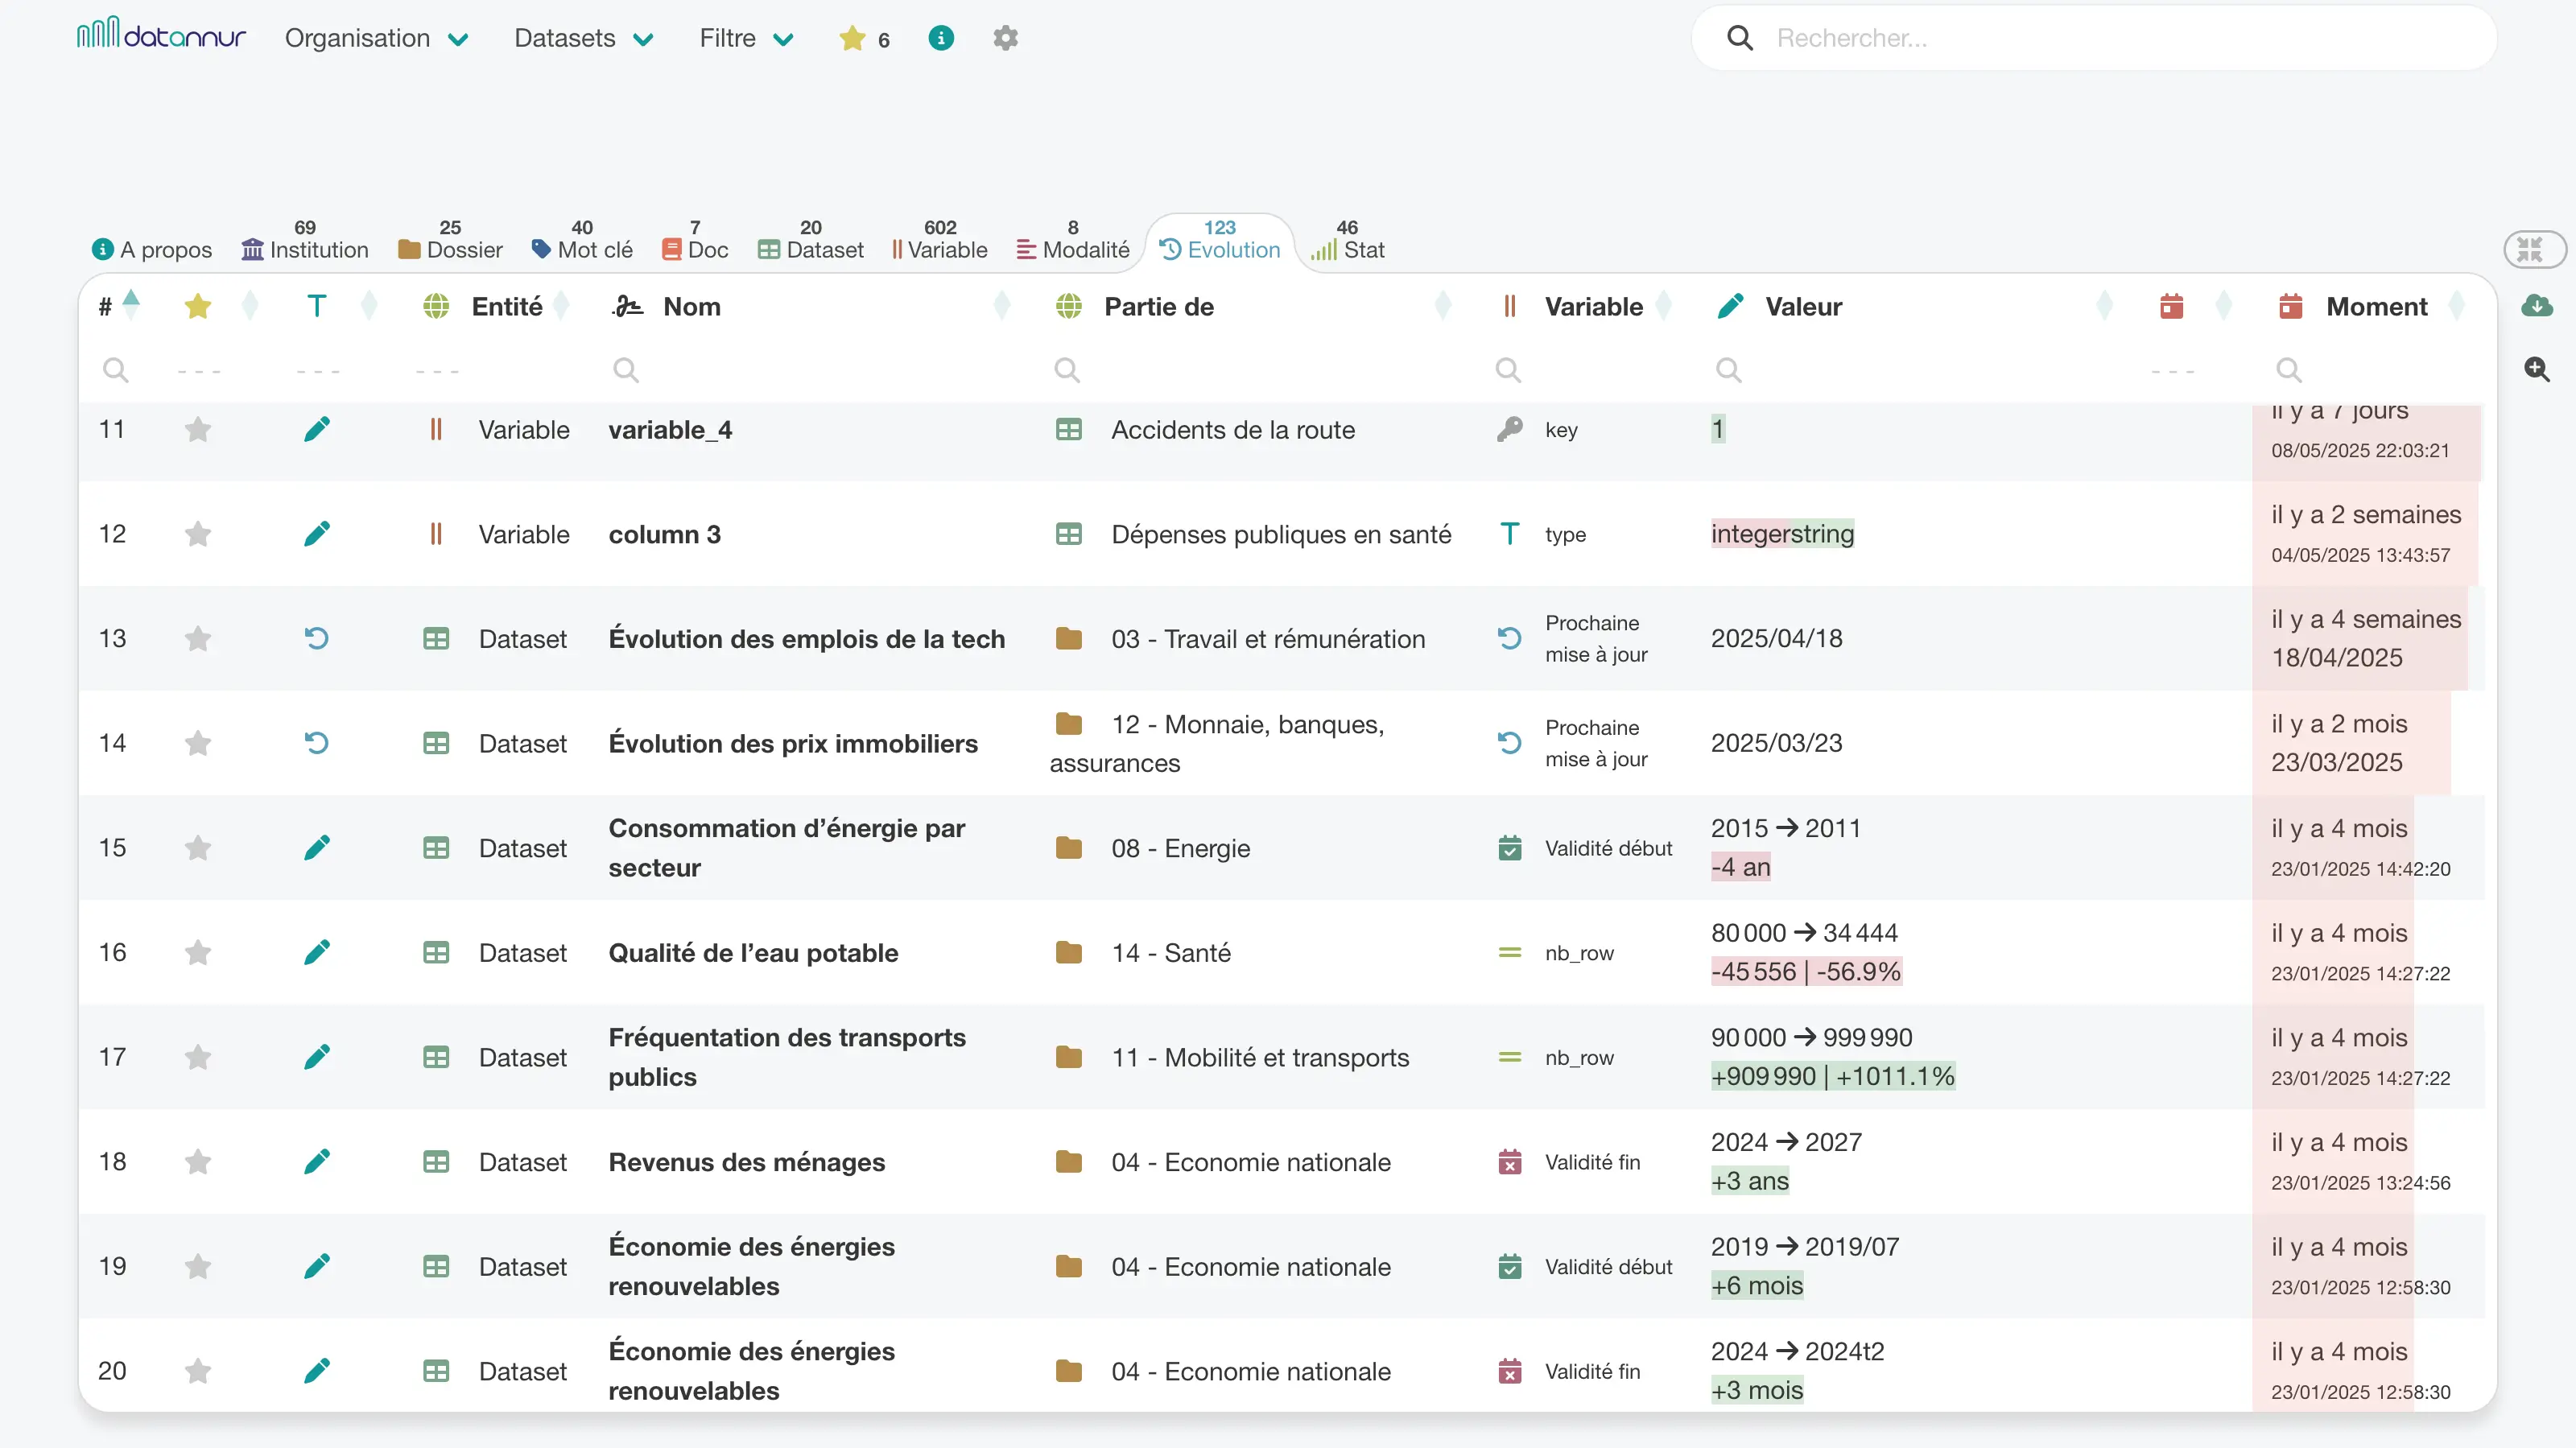 datannur Organisation Datasets Filtre 6 Rechercher...
69 25 40 7 20 602 8 123 46
A propos Institution Dossier Mot clé Doc Dataset Variable Modalité Evolution Stat
# Entité Nom Partie de Variable Valeur Moment
--- --- --- ---
il y a 7 jours
11 Variable variable_4 Accidents de la route key 1
08/05/2025 22:03:21
il y a 2 semaines
12 Variable column 3 Dépenses publiques en santé type integerstring
04/05/2025 13:43:57
Prochaine il y a 4 semaines
13 Dataset Évolution des emplois de la tech 03 - Travail et rémunération 2025/04/18
mise à jour 18/04/2025
12 - Monnaie, banques, Prochaine il y a 2 mois
14 Dataset Évolution des prix immobiliers 2025/03/23
assurances mise à jour 23/03/2025
Consommation d’énergie par 2015 → 2011 il y a 4 mois
15 Dataset 08 - Energie Validité début
secteur -4 an 23/01/2025 14:42:20
80 000 → 34 444 il y a 4 mois
16 Dataset Qualité de l’eau potable 14 - Santé nb_row
-45 556 | -56.9% 23/01/2025 14:27:22
Fréquentation des transports 90 000 → 999 990 il y a 4 mois
17 Dataset 11 - Mobilité et transports nb_row
publics +909 990 | +1011.1% 23/01/2025 14:27:22
2024 → 2027 il y a 4 mois
18 Dataset Revenus des ménages 04 - Economie nationale Validité fin
+3 ans 23/01/2025 13:24:56
Économie des énergies 2019 → 2019/07 il y a 4 mois
19 Dataset 04 - Economie nationale Validité début
renouvelables +6 mois 23/01/2025 12:58:30
Économie des énergies 2024 → 2024t2 il y a 4 mois
20 Dataset 04 - Economie nationale Validité fin
renouvelables +3 mois 23/01/2025 12:58:30